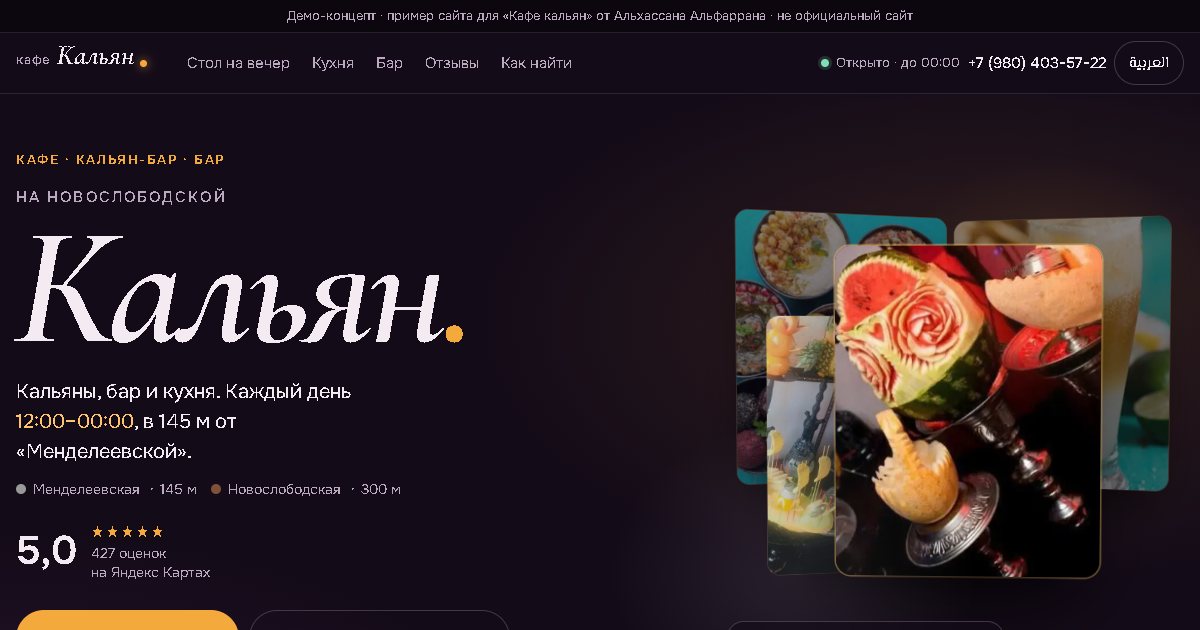 Демо-концепт · пример сайта для «Кафе кальян» от Альхассана Альфаррана · не официальный сайт
кафе Кальян
Стол на вечер Кухня Бар Отзывы Как найти
Открыто · до 00:00 +7 (980) 403-57-22 العربية
КАФЕ · КАЛЬЯН-БАР · БАР
НА НОВОСЛОБОДСКОЙ
Кальян.
Кальяны, бар и кухня. Каждый день
12:00–00:00, в 145 м от
«Менделеевской».
Менделеевская · 145 м Новослободская · 300 м
5,0 ★★★★★
427 оценок
на Яндекс Картах